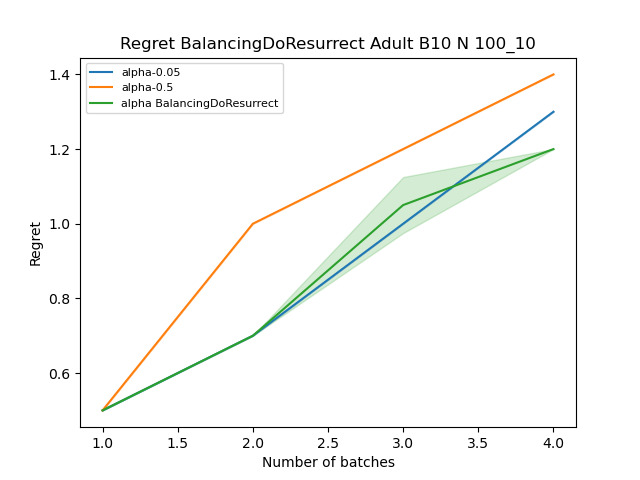 Regret BalancingDoResurrect Adult B10 N 100_10
alpha-0.05
alpha-0.5
alpha BalancingDoResurrect
Regret
1.4
1.2
1.0
0.8
0.6
1.0 1.5 2.0 2.5 3.0 3.5 4.0
Number of batches